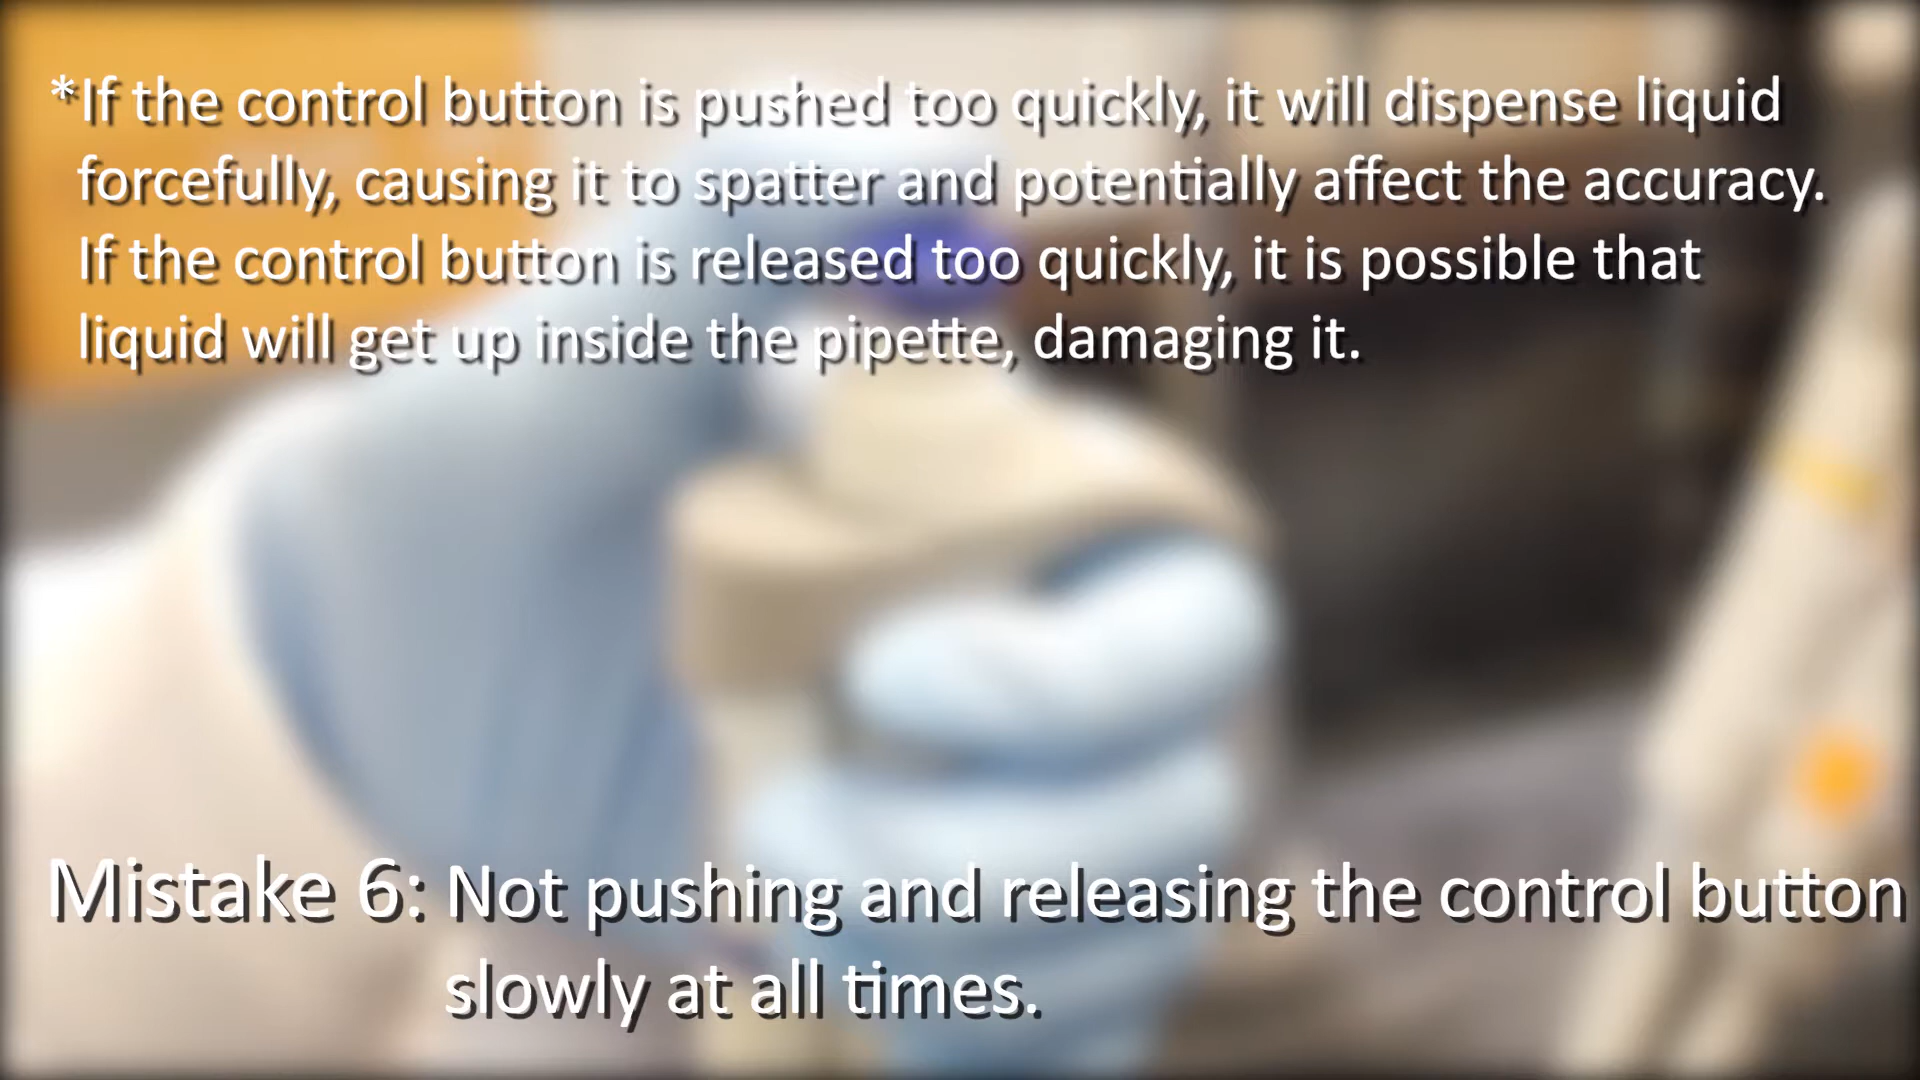 *If the control button is pushed too quickly, it will dispense liquid
forcefully, causing it to spatter and potentially affect the accuracy.
If the control button is released too quickly, it is possible that
liquid will get up inside the pipette, damaging it.
Mistake 6: Not pushing and releasing the control button
slowly at all times.